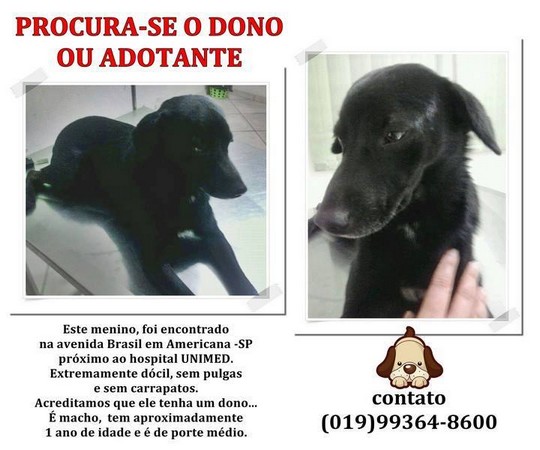 PROCURA-SE O DONO
OU ADOTANTE
Este menino, foi encontrado
na avenida Brasil em Americana -SP
próximo ao hospital UNIMED.
Extremamente dócil, sem pulgas
e sem carrapatos.
Acreditamos que ele tenha um dono...
É macho, tem aproximadamente
1 ano de idade e é de porte médio.
contato
(019)99364-8600